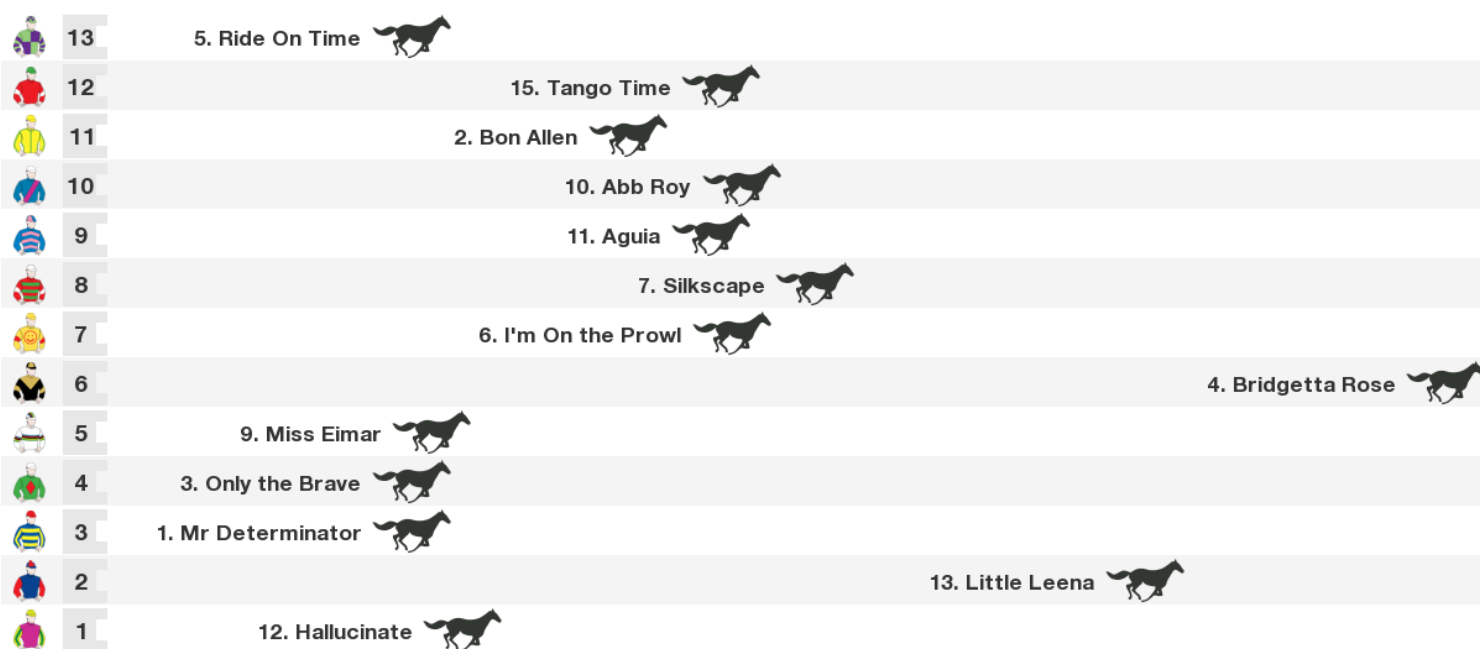 13 5. Ride On Time
12 15. Tango Time
11 2. Bon Allen
10 10. Abb Roy
9 11. Aguia
8 7. Silkscape
7 6. I'm On the Prowl
6 4. Bridgetta Rose
5 9. Miss Eimar
4 3. Only the Brave
3 1. Mr Determinator
2 13. Little Leena
1 12. Hallucinate